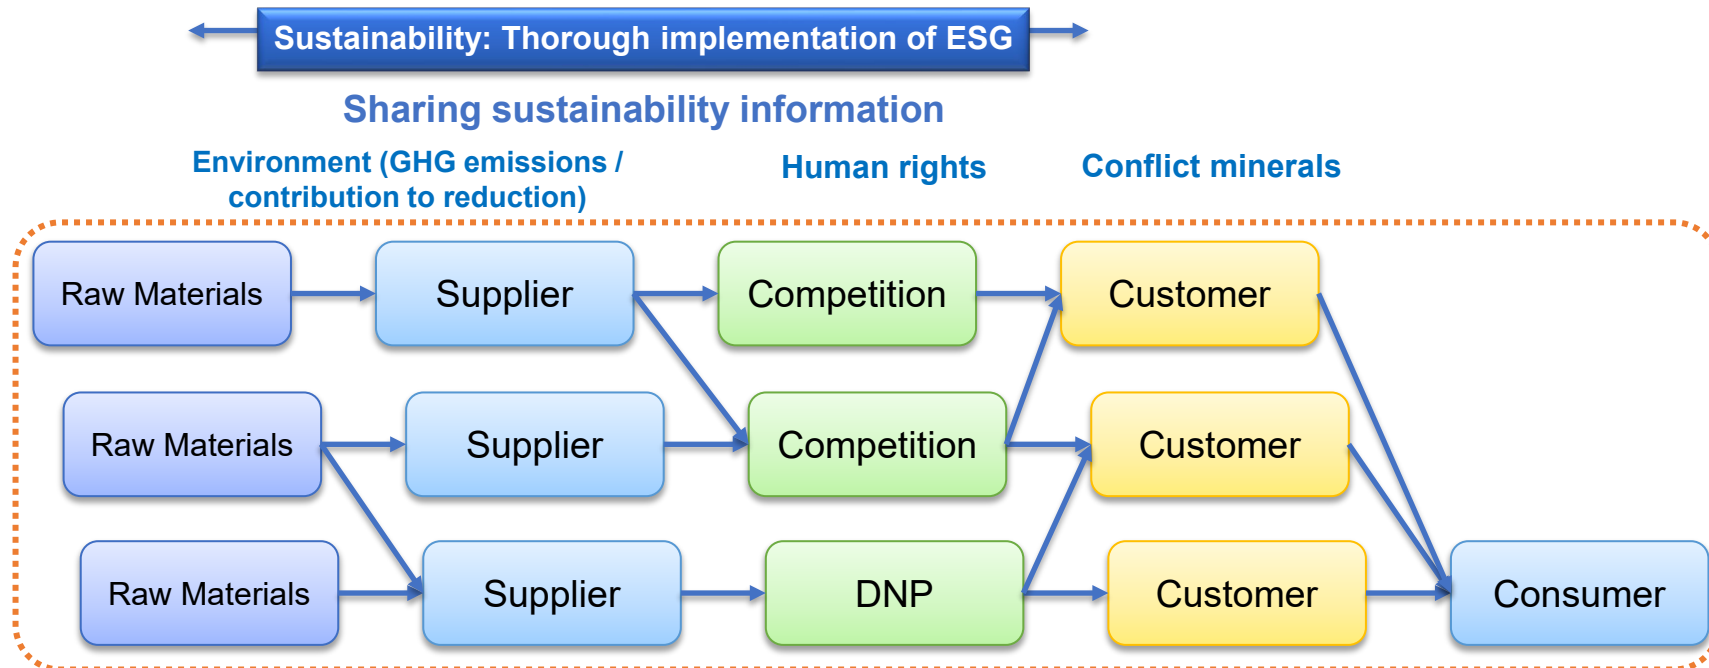 Sustainability: Thorough implementation of ESG
Sharing sustainability information
Environment (GHG emissions /
contribution to reduction)
Human rights
Conflict minerals
Raw Materials
Supplier
Competition
Customer
Raw Materials
Supplier
Competition
Customer
Raw Materials
Supplier
DNP
Customer
Consumer